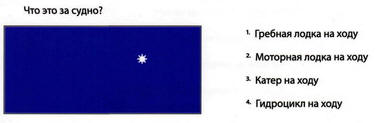 Что это за судно?
1. Гребная лодка на ходу
2. Моторная лодка на ходу
3. Катер на ходу
4. Гидроцикл на ходу